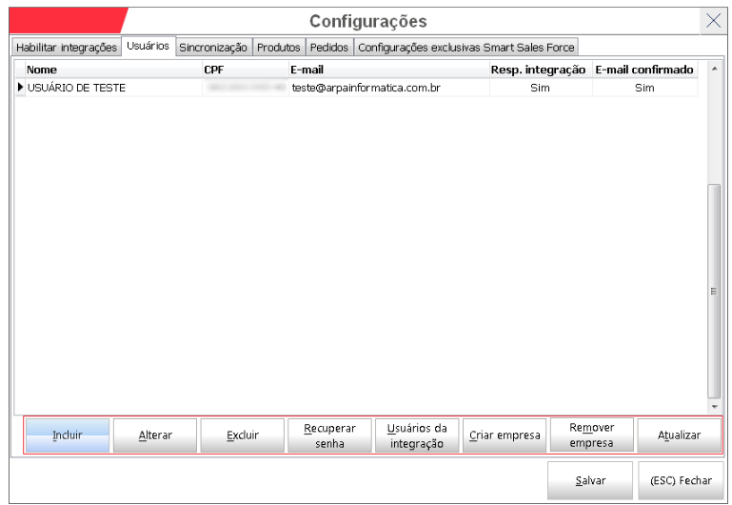 Configurações
Habilitar integrações Usuários Sincronização Produtos Pedidos Configurações exclusivas Smart Sales Force
Nome CPF E-mail Resp. integração E-mail confirmado
USUÁRIO DE TESTE teste@arpainformatica.com.br Sim Sim
Incluir Alterar Excluir Recuperar senha Usuários da integração Criar empresa Remover empresa Atualizar
Salvar (ESC) Fechar